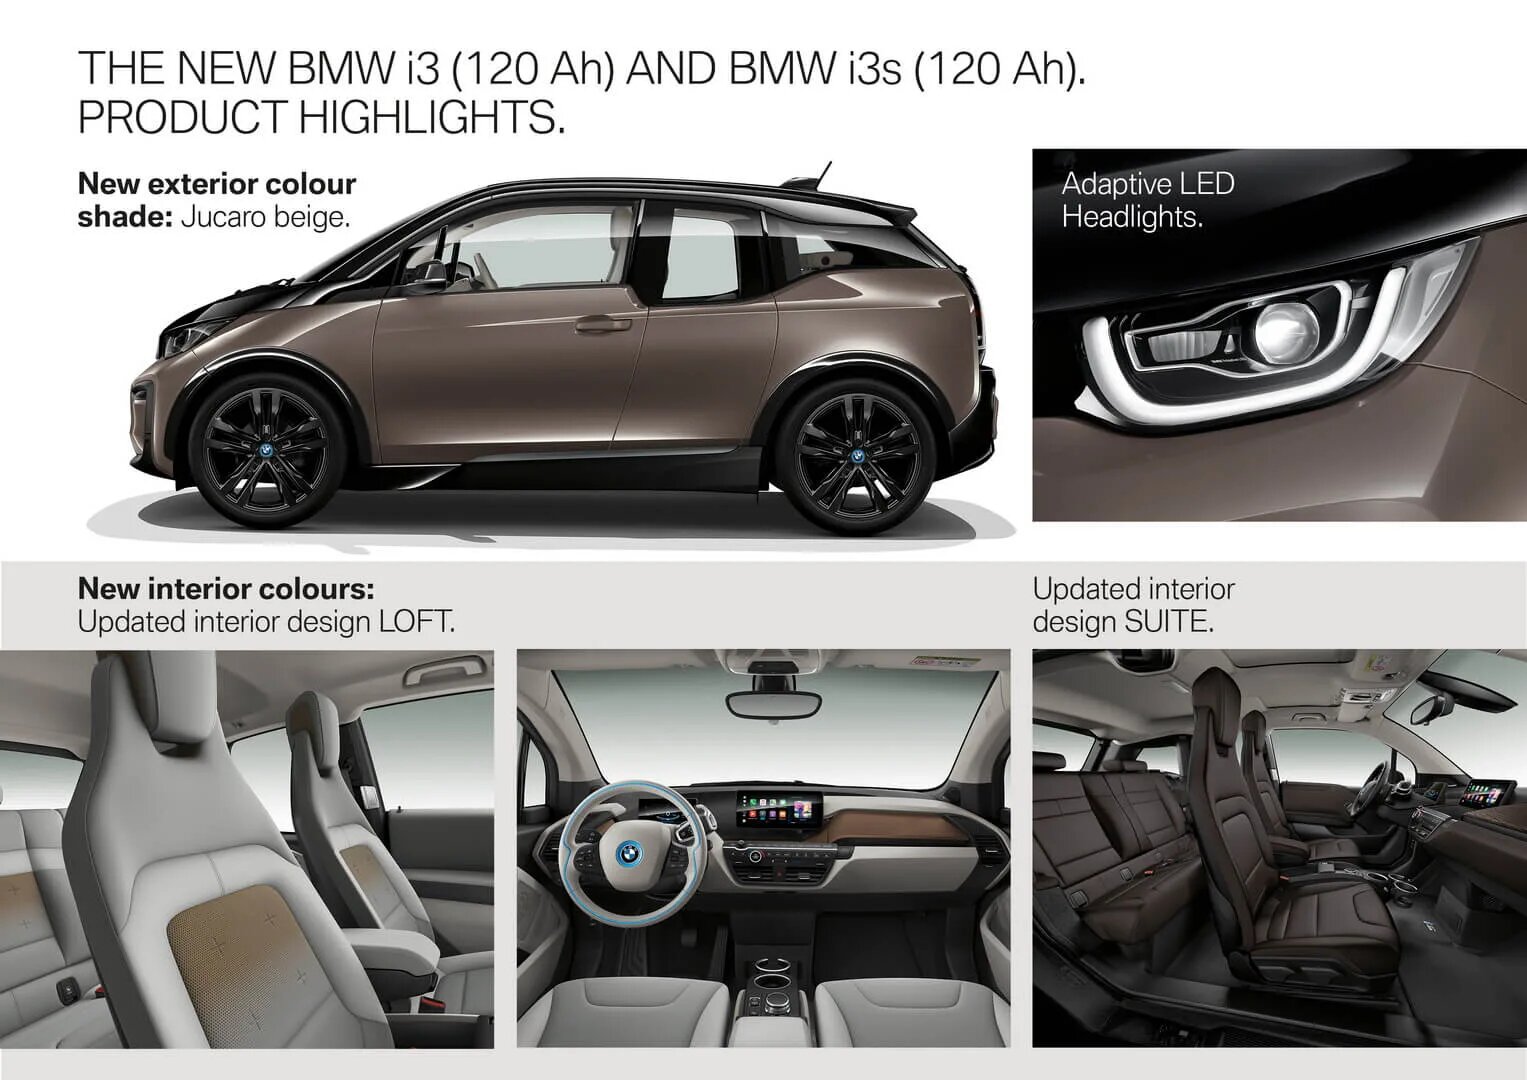 THE NEW BMW i3 (120 Ah) AND BMW i3s (120 Ah).
PRODUCT HIGHLIGHTS.
New exterior colour
shade: Jucaro beige.
Adaptive LED
Headlights.
New interior colours:
Updated interior design LOFT.
Updated interior
design SUITE.